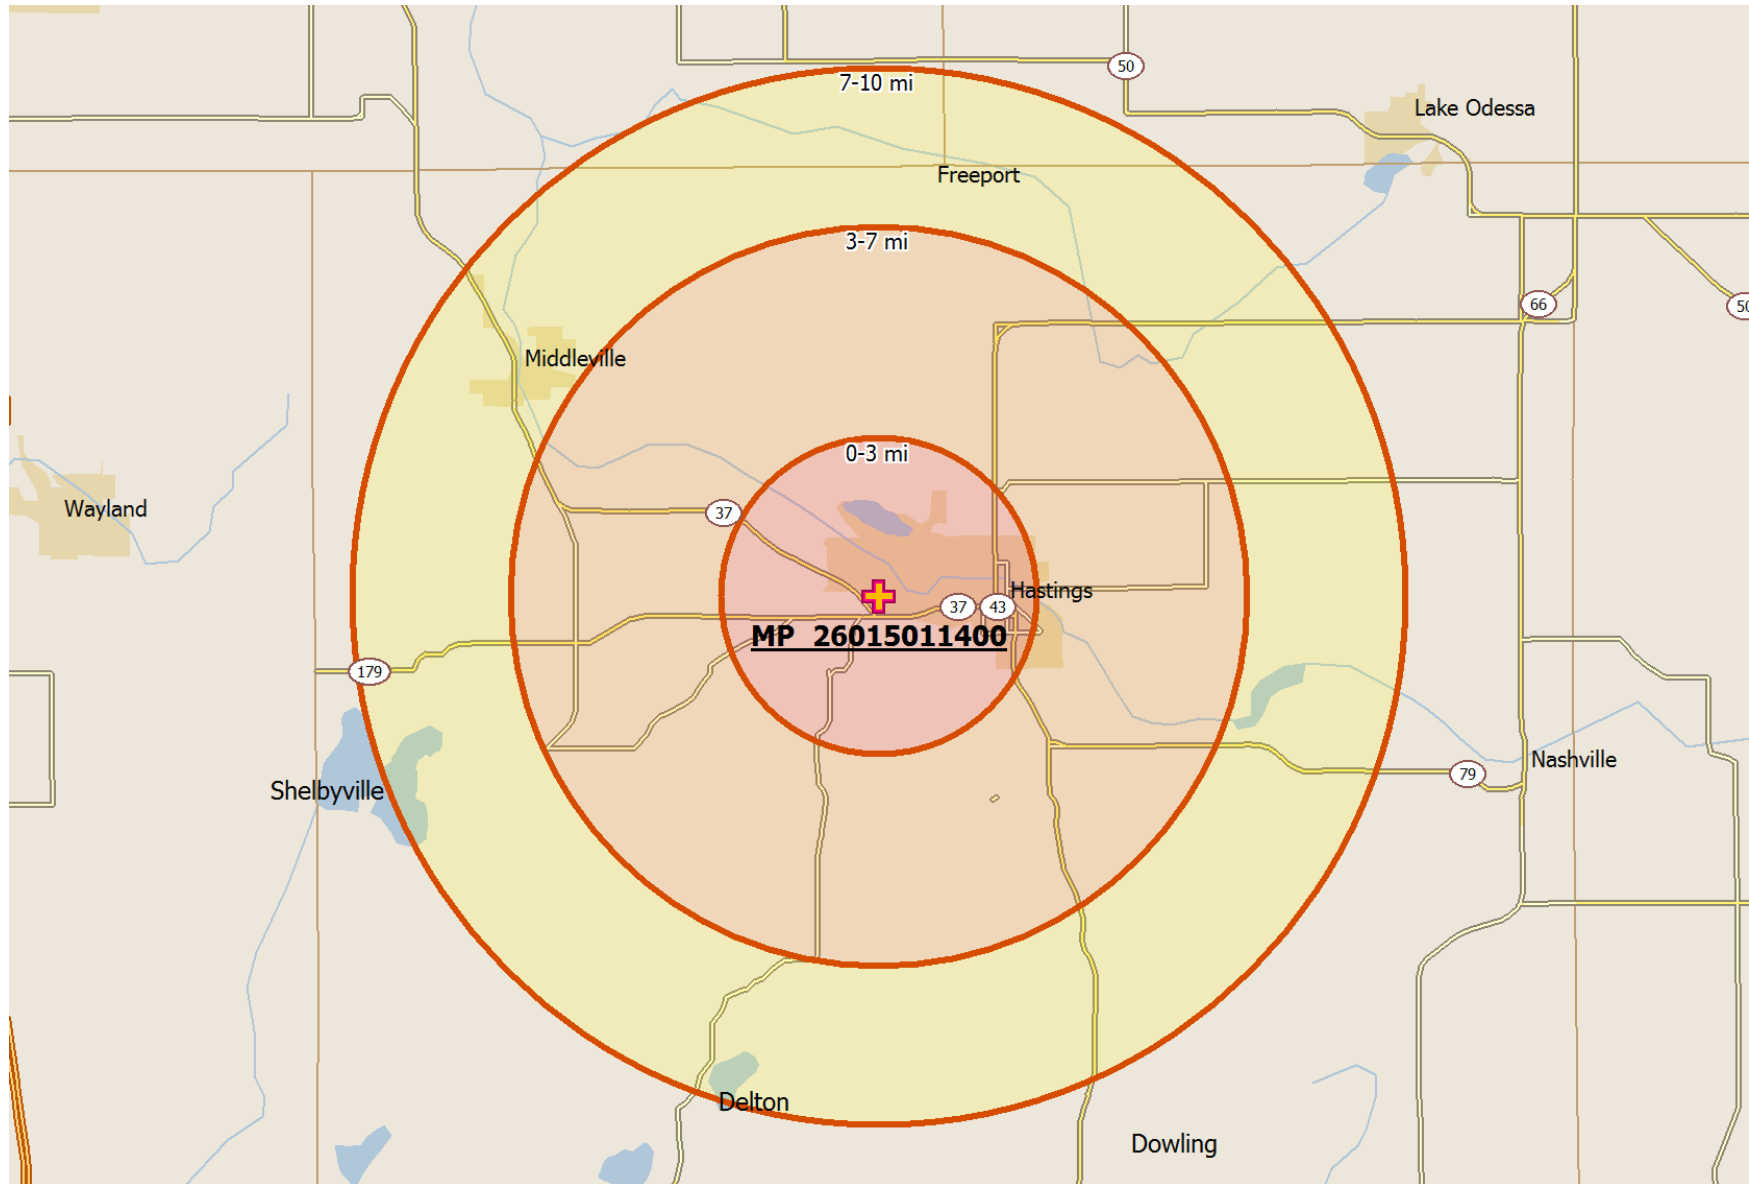 50
7-10 mi
Lake Odessa
Freeport
3-7 mi
66
50
Middleville
0-3 mi
Wayland
37
Hastings
37
43
MP 26015011400
179
Nashville
79
Shelbyville
Delton
Dowling